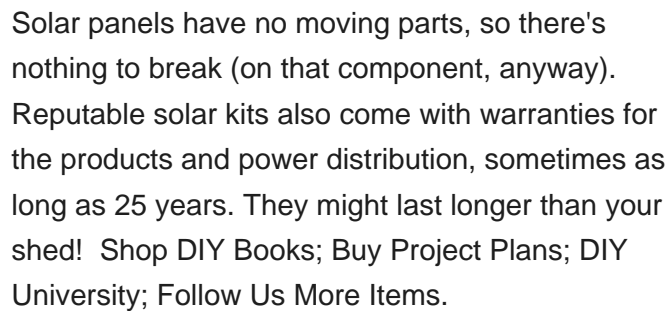 Solar panels have no moving parts, so there's
nothing to break (on that component, anyway).
Reputable solar kits also come with warranties for
the products and power distribution, sometimes as
long as 25 years. They might last longer than your
shed!  Shop DIY Books; Buy Project Plans; DIY
University; Follow Us More Items.